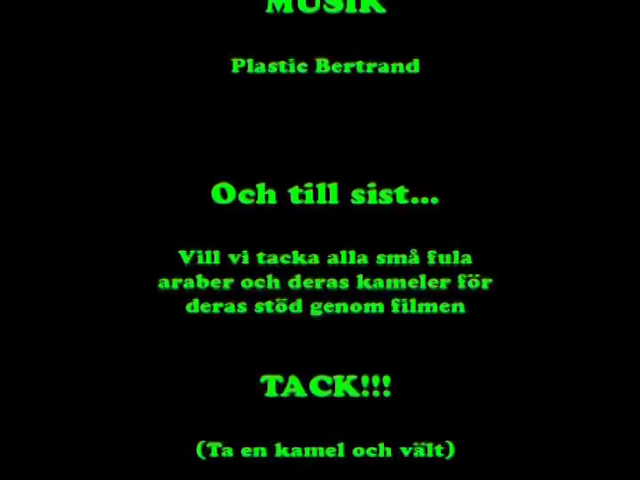 MUSIK
Plastic Bertrand
Och till sist...
Vill vi tacka alla små fula
araber och deras kameler för
deras stöd genom filmen
TACK!!!
(Ta en kamel och vält)